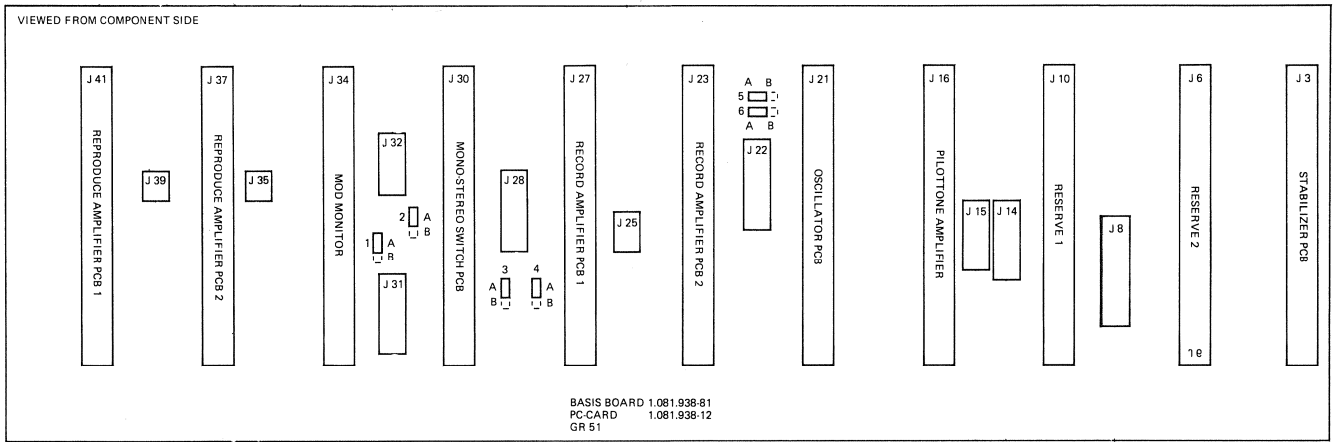 VIEWED FROM COMPONENT SIDE
J 41
REPRODUCE AMPLIFIER PCB 1
J 39
J 37
REPRODUCE AMPLIFIER PCB 2
J 35
J 34
MOD MONITOR
J 32
2 A
B
1 A
B
J 31
J 30
MONO-STEREO SWITCH PCB
J 28
3
A
B
4
A
B
J 27
RECORD AMPLIFIER PCB 1
J 25
J 23
RECORD AMPLIFIER PCB 2
A B
5
6
A B
J 22
J 21
OSCILLATOR PCB
J 16
PILOTTONE AMPLIFIER
J 15
J 14
J 10
RESERVE 1
J 8
J 6
RESERVE 2
J 3
STABILIZER PCB
BASIS BOARD 1.081.938-81
PC-CARD 1.081.938-12
GR 51